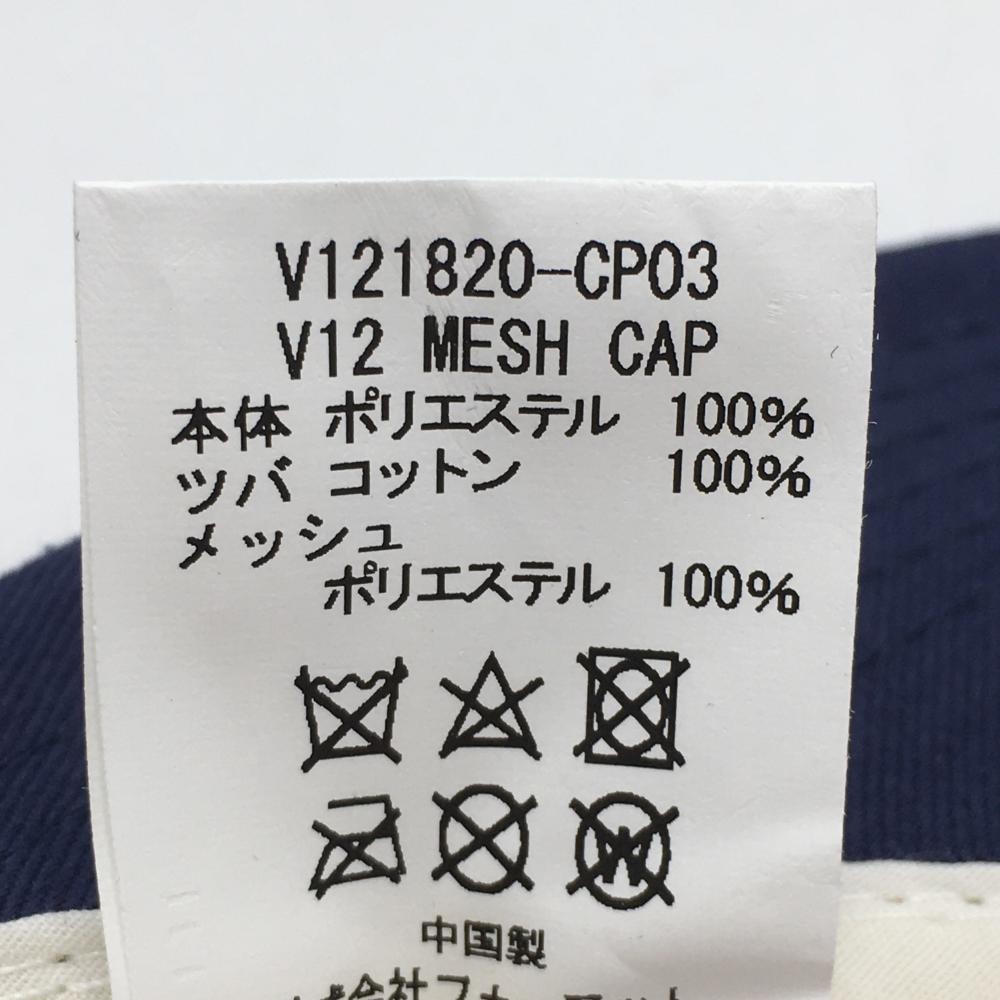 V121820-CP03
V12 MESH CAP
本体 ポリエステル 100%
ツバ コットン 100%
メッシュ
ポリエステル 100%
W
中国製